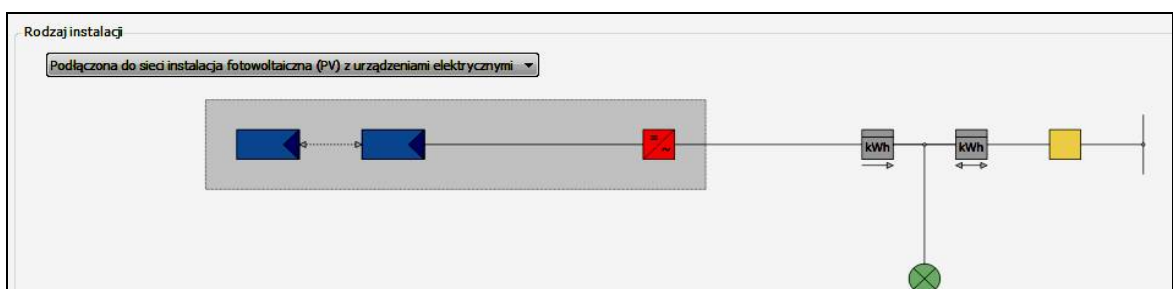 Rodzaj instalacji
Podłączona do sieci instalacja fotowoltaiczna (PV) z urządzeniami elektrycznymi
kWh kWh